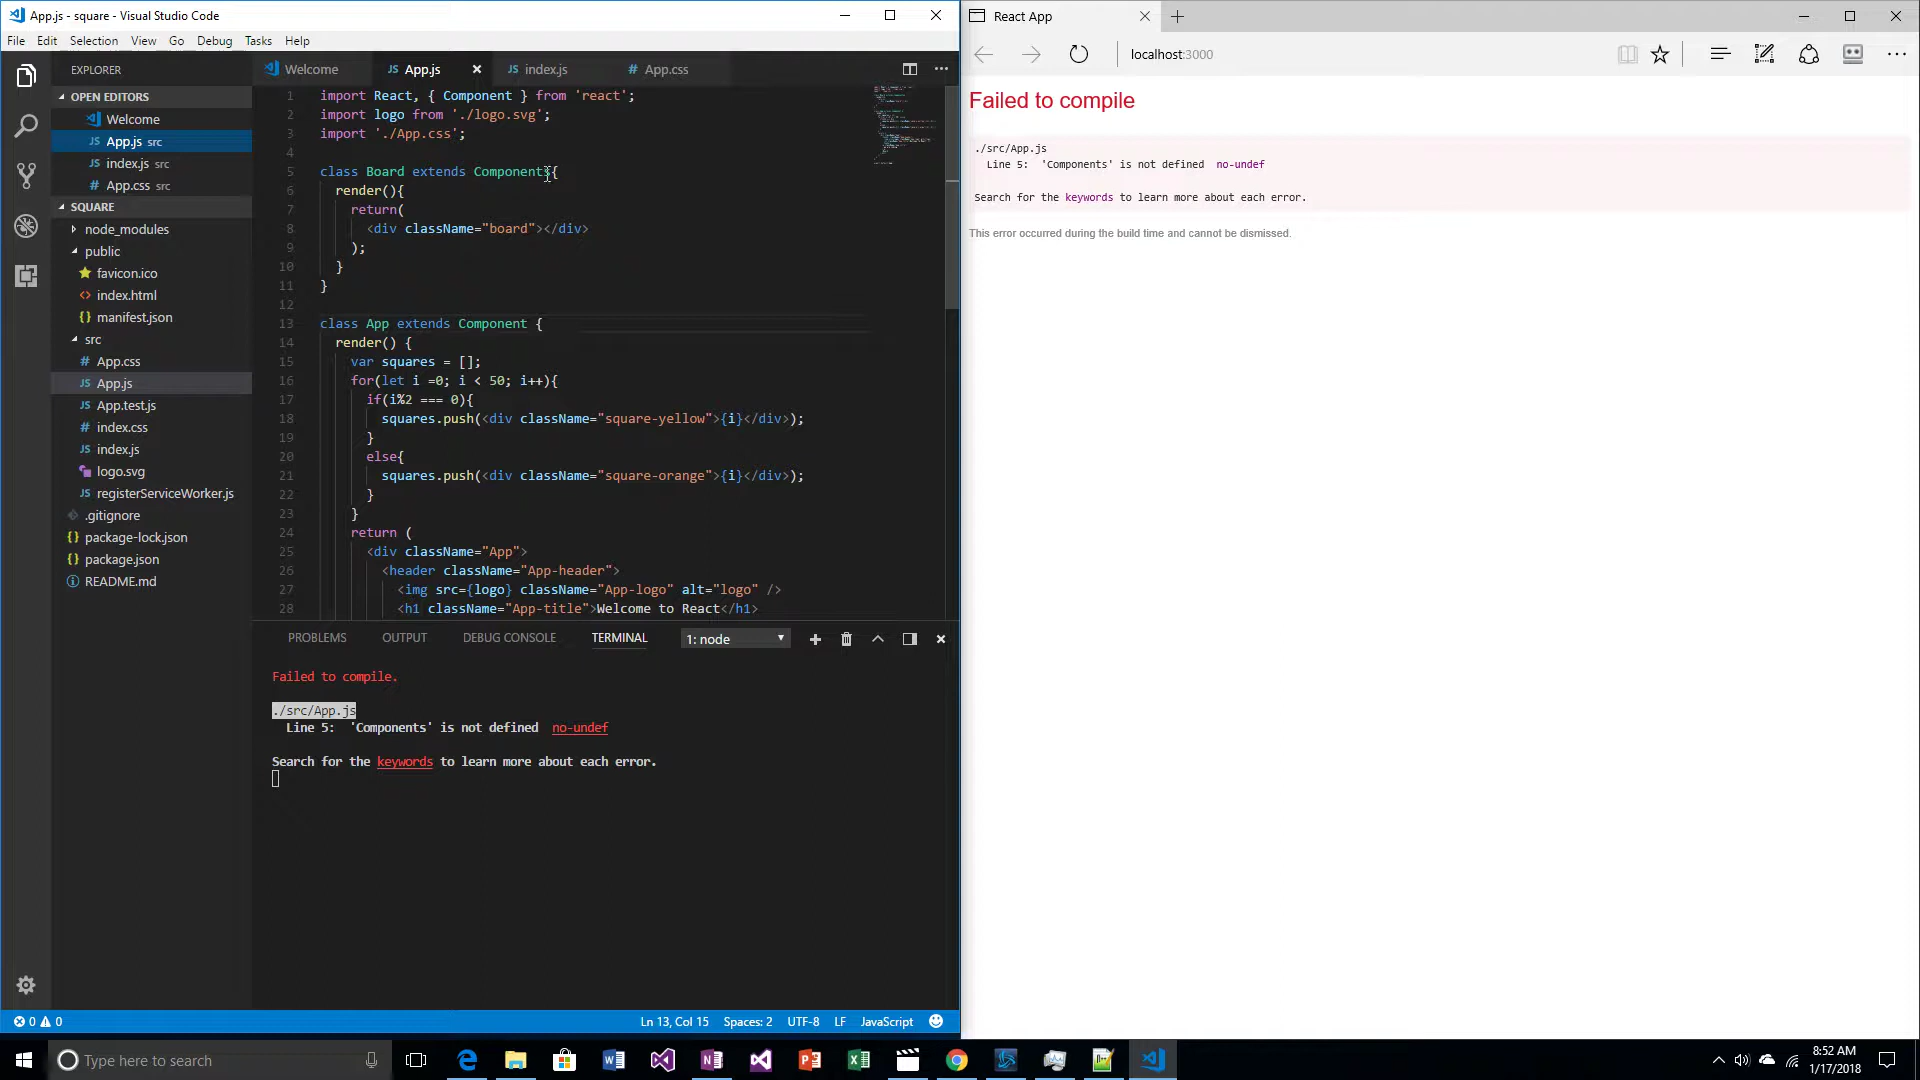 App.js - square - Visual Studio Code
File Edit Selection View Go Debug Tasks Help
EXPLORER
OPEN EDITORS
Welcome
App.js src
index.js src
App.css src
SQUARE
node_modules
public
favicon.ico
index.html
manifest.json
src
App.css
App.js
App.test.js
index.css
index.js
logo.svg
registerServiceWorker.js
.gitignore
package-lock.json
package.json
README.md
Welcome App.js index.js App.css
1 import React, { Component } from 'react';
2 import logo from './logo.svg';
3 import './App.css';
4
5 class Board extends Components{
6 render(){
7 return(
8 <div className="board"></div>
9 );
10 }
11 }
12
13 class App extends Component {
14 render() {
15 var squares = [];
16 for(let i =0; i < 50; i++){
17 if(i%2 === 0){
18 squares.push(<div className="square-yellow">{i}</div>);
19 }
20 else{
21 squares.push(<div className="square-orange">{i}</div>);
22 }
23 }
24 return (
25 <div className="App">
26 <header className="App-header">
27 <img src={logo} className="App-logo" alt="logo" />
28 <h1 className="App-title">Welcome to React</h1>
PROBLEMS OUTPUT DEBUG CONSOLE TERMINAL 1: node
Failed to compile.
./src/App.js
Line 5: 'Components' is not defined no-undef
Search for the keywords to learn more about each error.
0 0 Ln 13, Col 15 Spaces: 2 UTF-8 LF JavaScript
React App
localhost:3000
Failed to compile
./src/App.js
Line 5: 'Components' is not defined no-undef
Search for the keywords to learn more about each error.
This error occurred during the build time and cannot be dismissed.
Type here to search
8:52 AM
1/17/2018